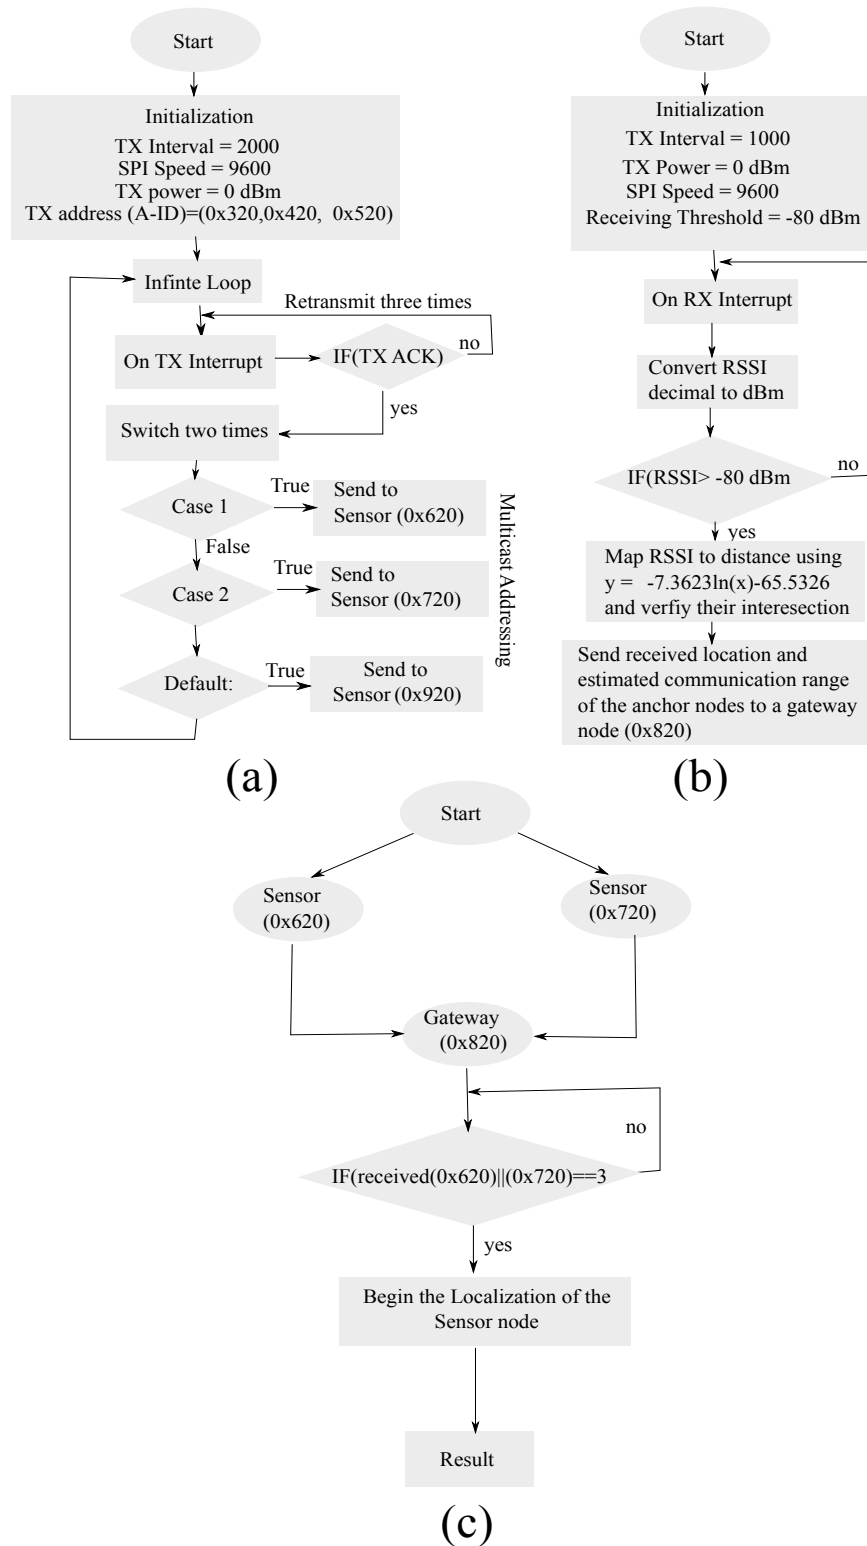 Start
Initialization
TX Interval = 2000
SPI Speed = 9600
TX power = 0 dBm
TX address (A-ID)=(0x320,0x420, 0x520)
Infinte Loop
Retransmit three times
On TX Interrupt
IF(TX ACK)
no
yes
Switch two times
Case 1
True
Send to
Sensor (0x620)
False
Case 2
True
Send to
Sensor (0x720)
Default:
True
Send to
Sensor (0x920)
Multicast Addressing
(a)
Start
Initialization
TX Interval = 1000
TX Power = 0 dBm
SPI Speed = 9600
Receiving Threshold = -80 dBm
On RX Interrupt
Convert RSSI
decimal to dBm
IF(RSSI> -80 dBm
no
yes
Map RSSI to distance using
y = -7.3623ln(x)-65.5326
and verfiy their interesection
Send received location and
estimated communication range
of the anchor nodes to a gateway
node (0x820)
(b)
Start
Sensor
(0x620)
Sensor
(0x720)
Gateway
(0x820)
no
IF(received(0x620)||(0x720)==3
yes
Begin the Localization of the
Sensor node
Result
(c)